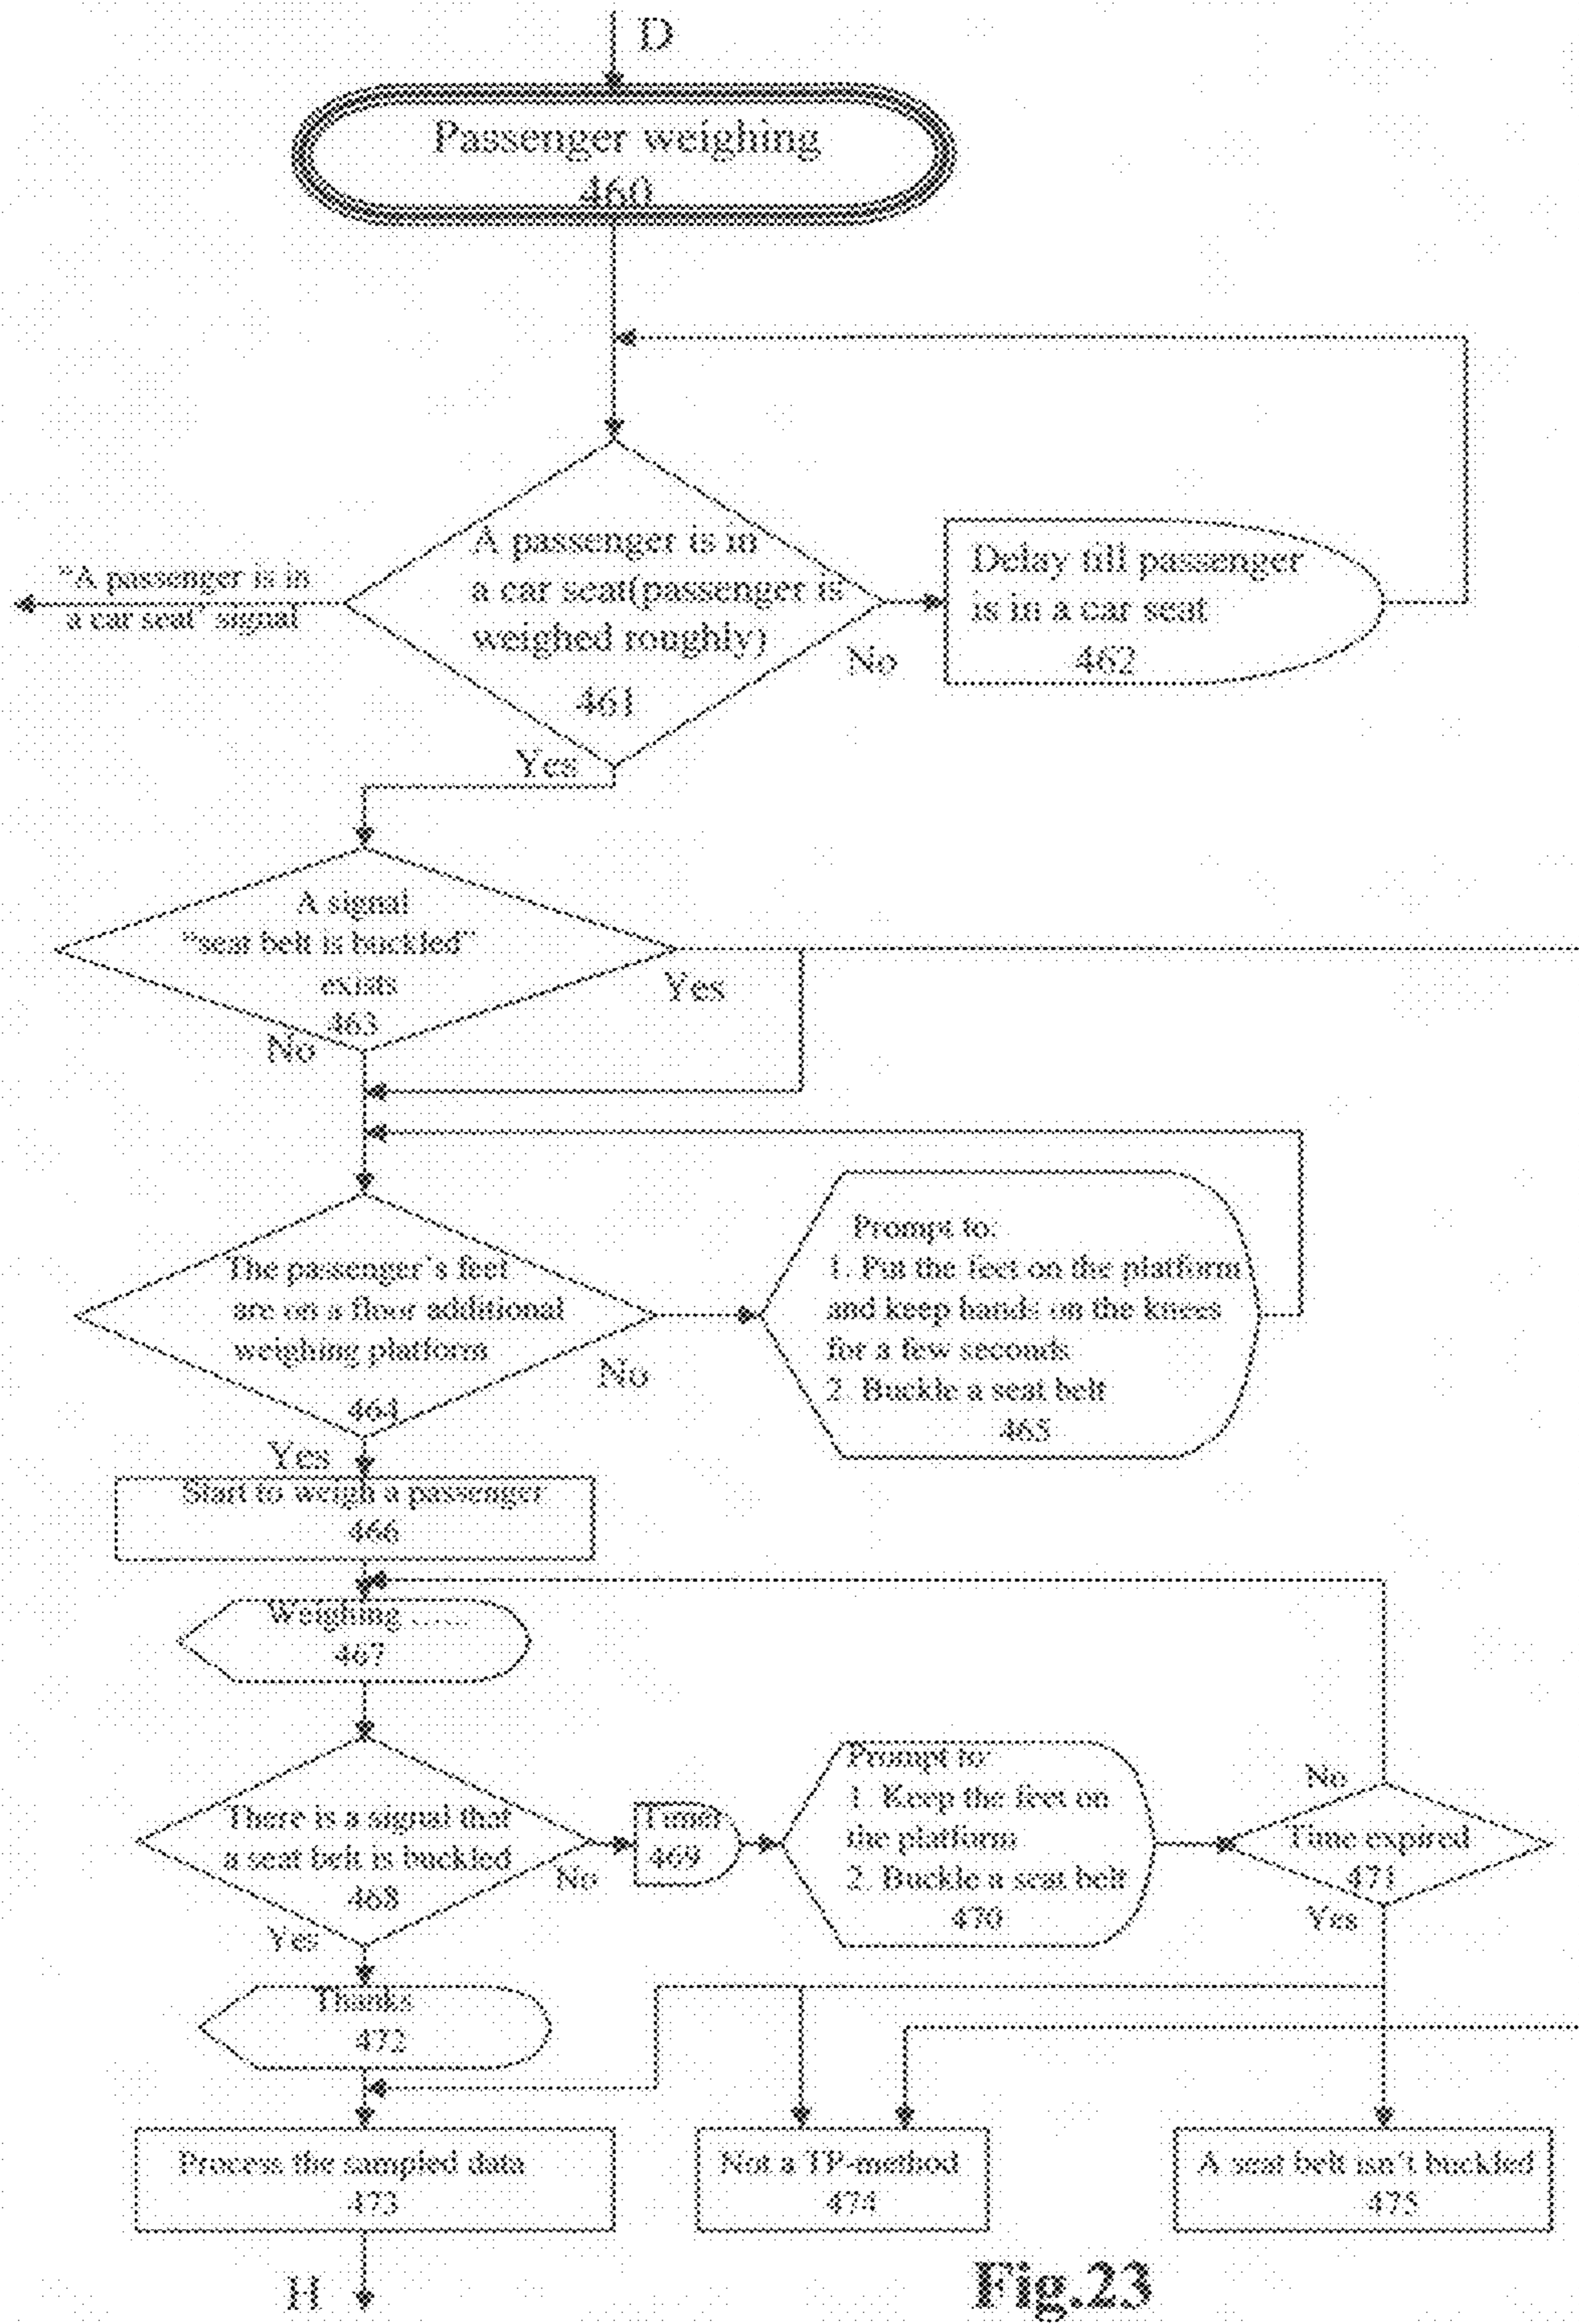 D
Passenger weighing
460
A passenger is in
a car seat(passenger is
weighed roughly)
461
"A passenger is in
a car seat" signal
No
Delay till passenger
is in a car seat
462
Yes
A signal
"seat belt is buckled"
exists
463
Yes
No
The passenger's feet
are on a floor additional
weighing platform
464
No
Prompt to:
1. Put the feet on the platform
and keep hands on the knees
for a few seconds
2. Buckle a seat belt
465
Yes
Start to weigh a passenger
466
Weighing ......
467
There is a signal that
a seat belt is buckled
468
No
Timer
469
Prompt to:
1. Keep the feet on
the platform
2. Buckle a seat belt
470
No
Time expired
471
Yes
Yes
Thanks
472
Process the sampled data
473
Not a TP-method
474
A seat belt isn't buckled
475
H
Fig.23